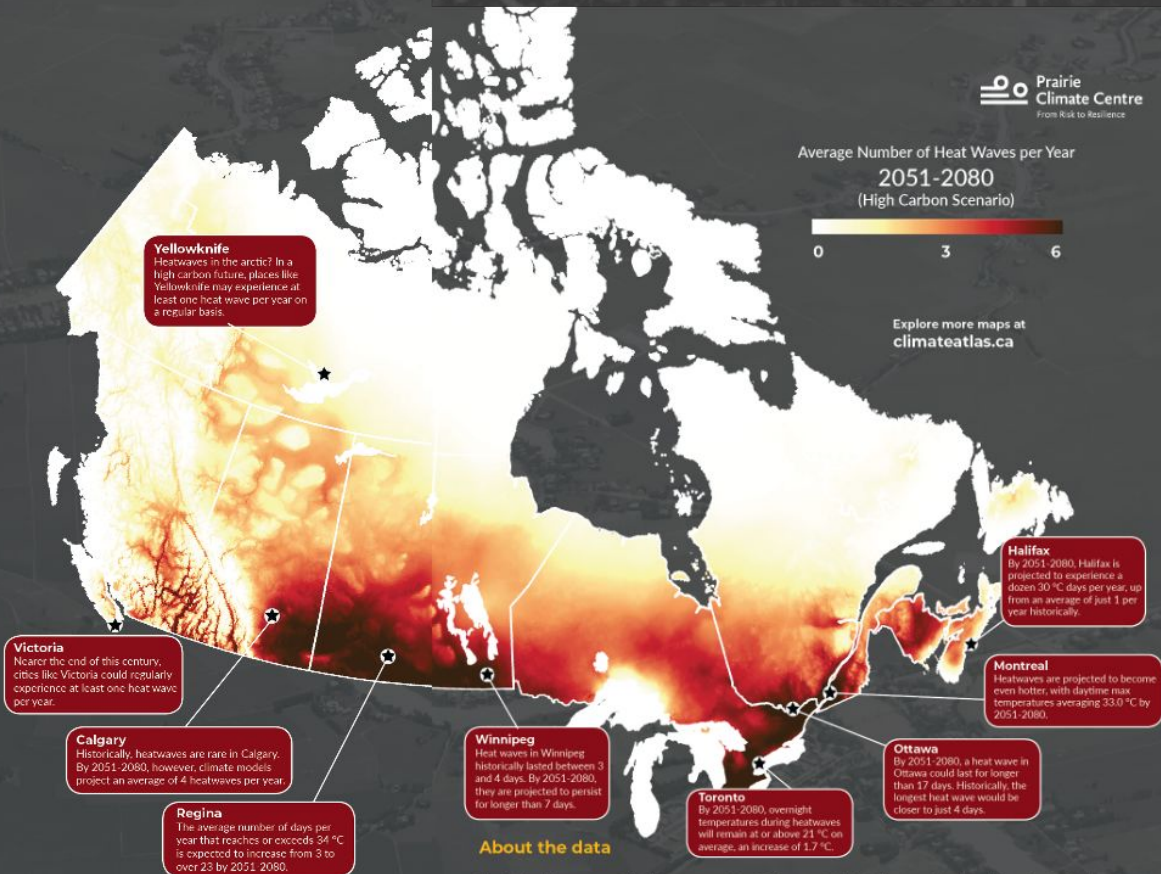 Prairie
Climate Centre
From Risk to Resilience
Average Number of Heat Waves per Year
2051-2080
(High Carbon Scenario)
0 3 6
Explore more maps at
climateatlas.ca
Yellowknife
Heatwaves in the arctic? In a
high carbon future, places like
Yellowknife may experience at
least one heat wave per year on
a regular basis.
Halifax
By 2051-2080, Halifax is
projected to experience a
dozen 30 °C days per year, up
from an average of just 1 per
year historically.
Victoria
Nearer the end of this century,
cities like Victoria could regularly
experience at least one heat wave
per year.
Montreal
Heatwaves are projected to become
even hotter, with daytime max
temperatures averaging 33.0 °C by
2051-2080.
Calgary
Historically, heatwaves are rare in Calgary.
By 2051-2080, however, climate models
project an average of 4 heatwaves per year.
Winnipeg
Heat waves in Winnipeg
historically lasted between 3
and 4 days. By 2051-2080,
they are projected to persist
for longer than 7 days.
Ottawa
By 2051-2080, a heat wave in
Ottawa could last for longer
than 17 days. Historically, the
longest heat wave would be
closer to just 4 days.
Toronto
By 2051-2080, overnight
temperatures during heatwaves
will remain at or above 21 °C on
average, an increase of 1.7 °C.
Regina
The average number of days per
year that reaches or exceeds 34 °C
is expected to increase from 3 to
over 23 by 2051-2080.
About the data